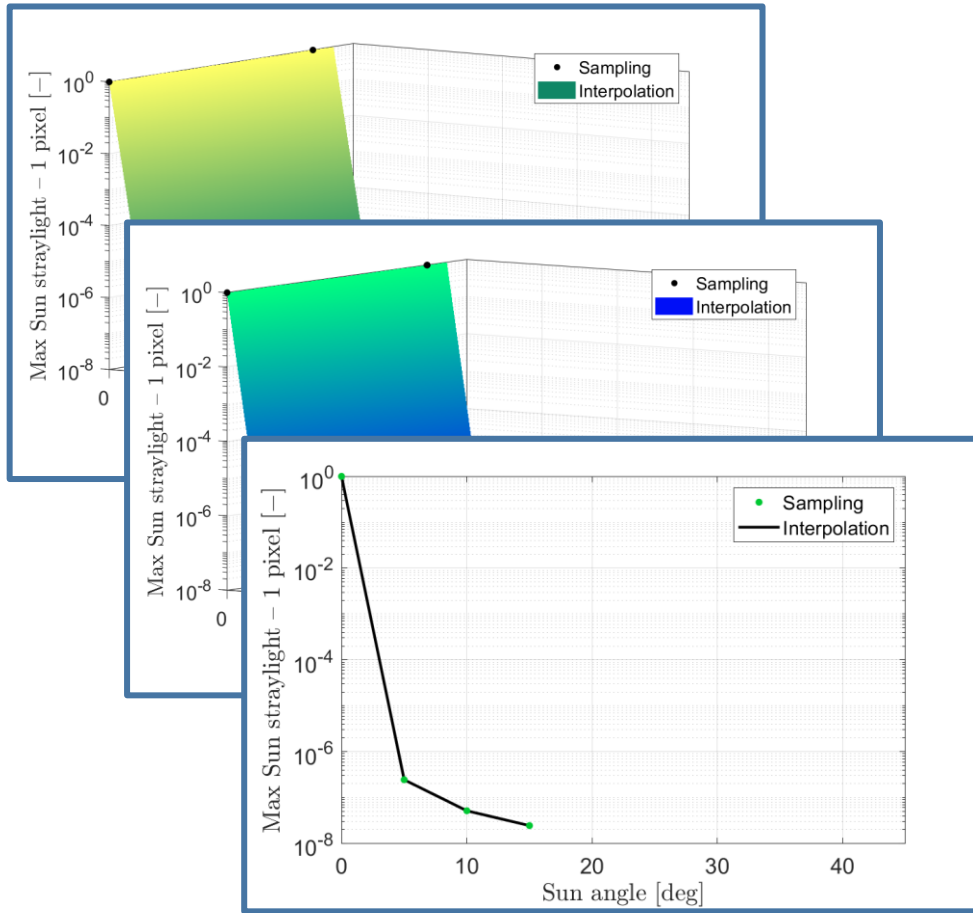 Max Sun straylight – 1 pixel [−]
10^0
10^-2
10^-4
10^-6
10^-8
0
Sampling
Interpolation
Max Sun straylight – 1 pixel [−]
10^0
10^-2
10^-4
10^-6
10^-8
0
Sampling
Interpolation
Max Sun straylight – 1 pixel [−]
10^0
10^-2
10^-4
10^-6
10^-8
0 10 20 30 40
Sun angle [deg]
Sampling
Interpolation